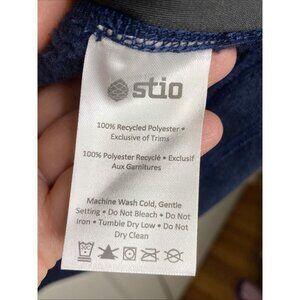 stio
100% Recycled Polyester •
Exclusive of Trims
100% Polyester Recyclé • Exclusif
Aux Garnitures
Machine Wash Cold, Gentle
Setting • Do Not Bleach • Do Not
Iron • Tumble Dry Low • Do Not
Dry Clean